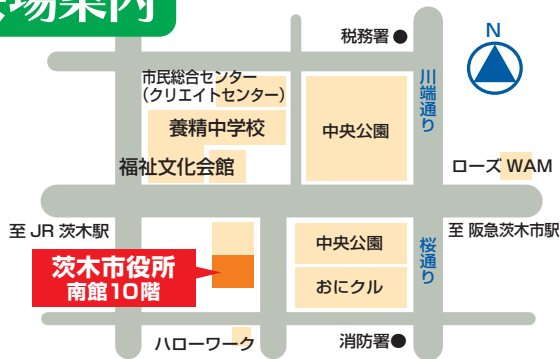 会場案内
税務署
N
市民総合センター
(クリエイトセンター)
川端通り
養精中学校
中央公園
福祉文化会館
ローズ WAM
至 JR 茨木駅
至 阪急茨木市駅
中央公園
桜通り
茨木市役所
南館10階
おにクル
ハローワーク
消防署